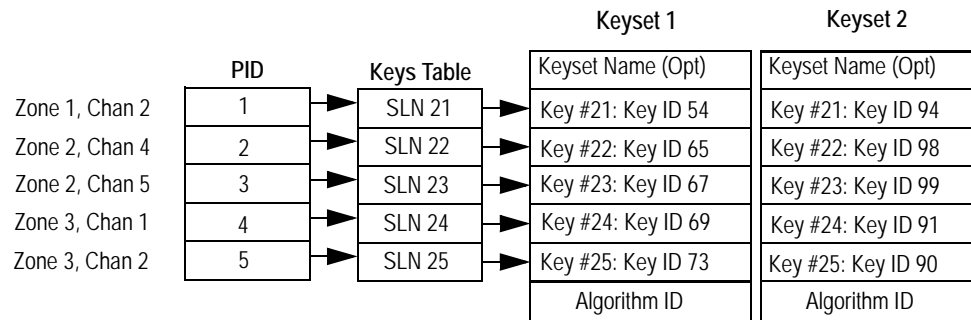 Keyset 1 Keyset 2
PID Keys Table Keyset Name (Opt) Keyset Name (Opt)
Zone 1, Chan 2 1 SLN 21 Key #21: Key ID 54 Key #21: Key ID 94
Zone 2, Chan 4 2 SLN 22 Key #22: Key ID 65 Key #22: Key ID 98
Zone 2, Chan 5 3 SLN 23 Key #23: Key ID 67 Key #23: Key ID 99
Zone 3, Chan 1 4 SLN 24 Key #24: Key ID 69 Key #24: Key ID 91
Zone 3, Chan 2 5 SLN 25 Key #25: Key ID 73 Key #25: Key ID 90
Algorithm ID Algorithm ID